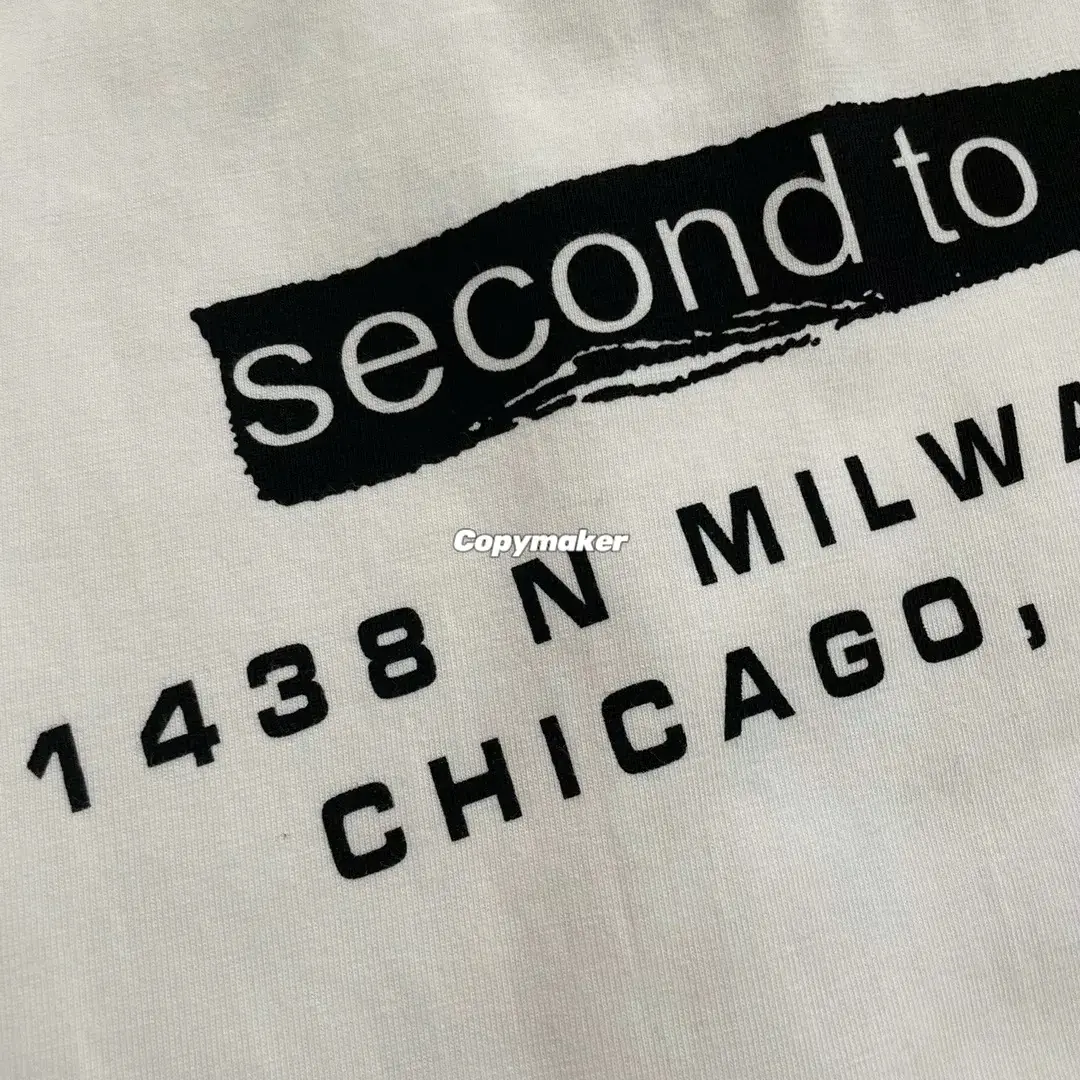 second to
Copymaker
1438 N MILWA
CHICAGO,